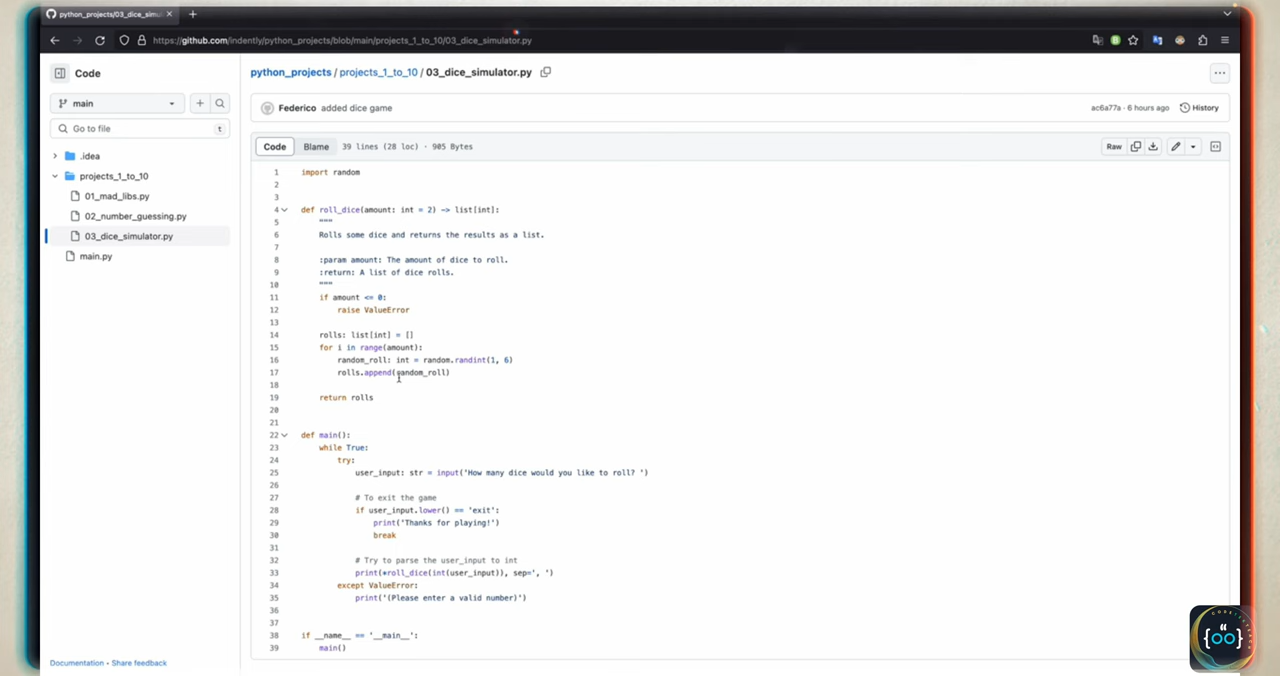 python_projects/03_dice_simu
https://github.com/indently/python_projects/blob/main/projects_1_to_10/03_dice_simulator.py
Code
python_projects / projects_1_to_10 / 03_dice_simulator.py
main
Federico added dice game
ac6a77a · 6 hours ago
History
Go to file
t
Code
Blame
39 lines (28 loc) · 905 Bytes
Raw
.idea
projects_1_to_10
01_mad_libs.py
02_number_guessing.py
03_dice_simulator.py
main.py
1 import random
2
3
4 def roll_dice(amount: int = 2) -> list[int]:
5 """
6 Rolls some dice and returns the results as a list.
7
8 :param amount: The amount of dice to roll.
9 :return: A list of dice rolls.
10 """
11 if amount <= 0:
12 raise ValueError
13
14 rolls: list[int] = []
15 for i in range(amount):
16 random_roll: int = random.randint(1, 6)
17 rolls.append(random_roll)
18
19 return rolls
20
21
22 def main():
23 while True:
24 try:
25 user_input: str = input('How many dice would you like to roll? ')
26
27 # To exit the game
28 if user_input.lower() == 'exit':
29 print('Thanks for playing!')
30 break
31
32 # Try to parse the user_input to int
33 print(*roll_dice(int(user_input)), sep=', ')
34 except ValueError:
35 print('(Please enter a valid number)')
36
37
38 if __name__ == '__main__':
39 main()
Documentation • Share feedback